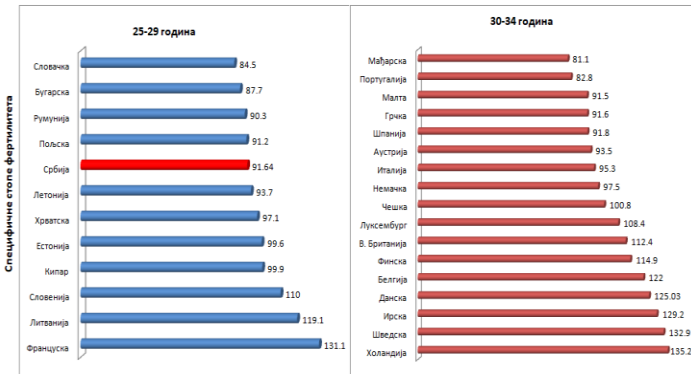 25-29 година
Специфичне стопе фертилитета
Словачка 84.5
Бугарска 87.7
Румунија 90.3
Пољска 91.2
Србија 91.64
Летонија 93.7
Хрватска 97.1
Естонија 99.6
Кипар 99.9
Словенија 110
Литванија 119.1
Француска 131.1
30-34 година
Мађарска 81.1
Португалија 82.8
Малта 91.5
Грчка 91.6
Шпанија 91.8
Аустрија 93.5
Италија 95.3
Немачка 97.5
Чешка 100.8
Луксембург 108.4
В. Британија 112.4
Финска 114.9
Белгија 122
Данска 125.03
Ирска 129.2
Шведска 132.9
Холандија 135.2